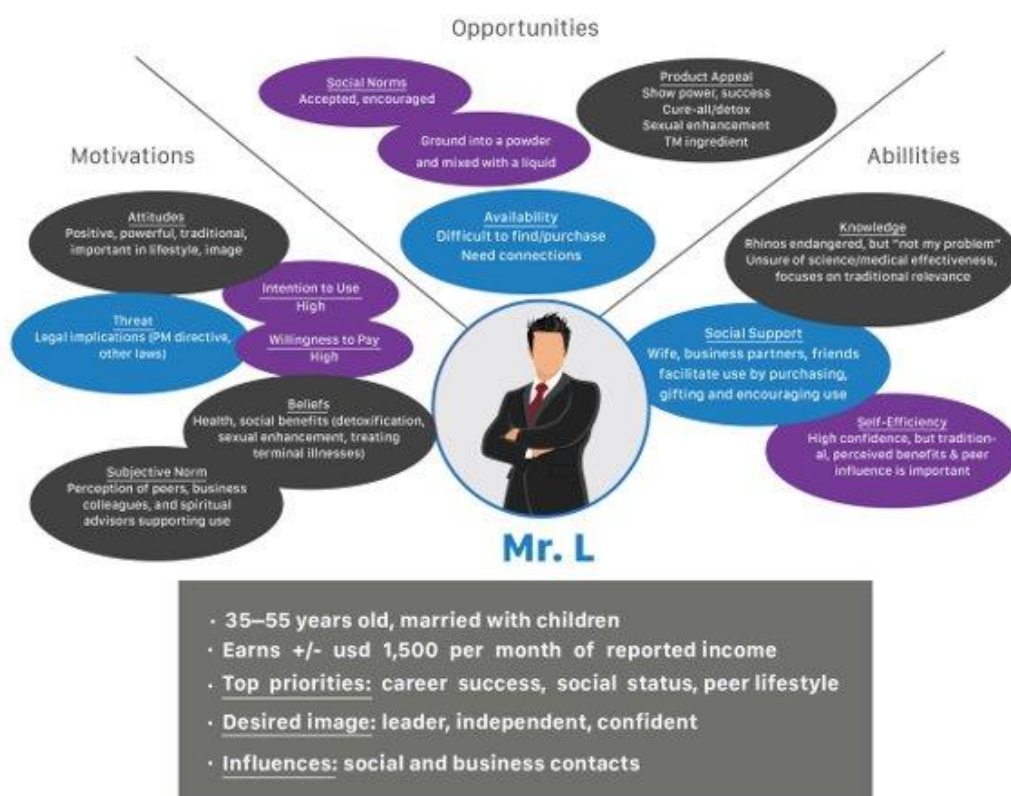 Opportunities
Social Norms
Accepted, encouraged
Ground into a powder
and mixed with a liquid
Product Appeal
Show power, success
Cure-all/detox
Sexual enhancement
TM ingredient
Availability
Difficult to find/purchase
Need connections
Motivations
Attitudes
Positive, powerful, traditional,
important in lifestyle, image
Intention to Use
High
Threat
Legal implications (PM directive,
other laws)
Willingness to Pay
High
Beliefs
Health, social benefits (detoxification,
sexual enhancement, treating
terminal illnesses)
Subjective Norm
Perception of peers, business
colleagues, and spiritual
advisors supporting use
Abillities
Knowledge
Rhinos endangered, but "not my problem"
Unsure of science/medical effectiveness,
focuses on traditional relevance
Social Support
Wife, business partners, friends
facilitate use by purchasing,
gifting and encouraging use
Self-Efficiency
High confidence, but tradition-
al, perceived benefits & peer
influence is important
Mr. L
· 35–55 years old, married with children
· Earns +/- usd 1,500 per month of reported income
· Top priorities: career success, social status, peer lifestyle
· Desired image: leader, independent, confident
· Influences: social and business contacts